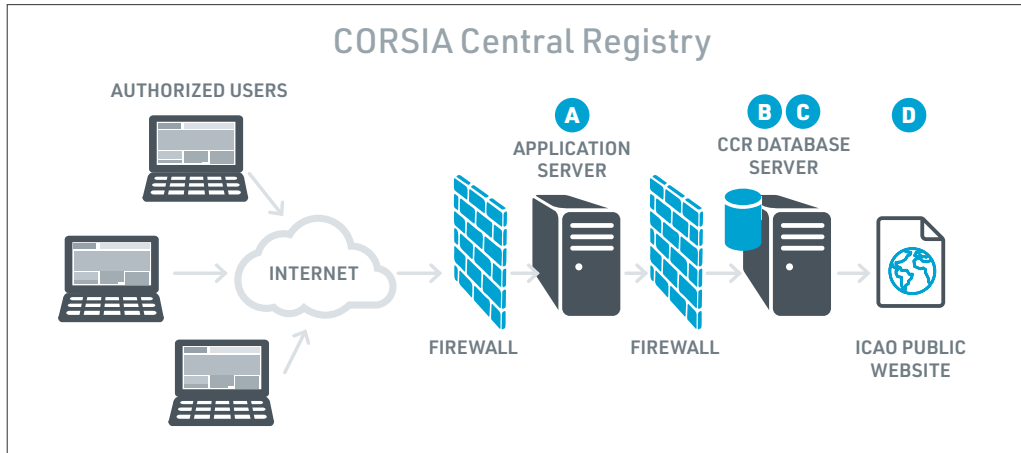 CORSIA Central Registry
AUTHORIZED USERS
INTERNET
FIREWALL
A
APPLICATION
SERVER
FIREWALL
B C
CCR DATABASE
SERVER
D
ICAO PUBLIC
WEBSITE